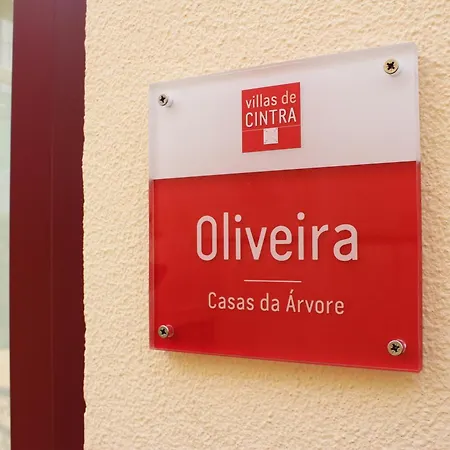 villas de
CINTRA
Oliveira
Casas da Árvore